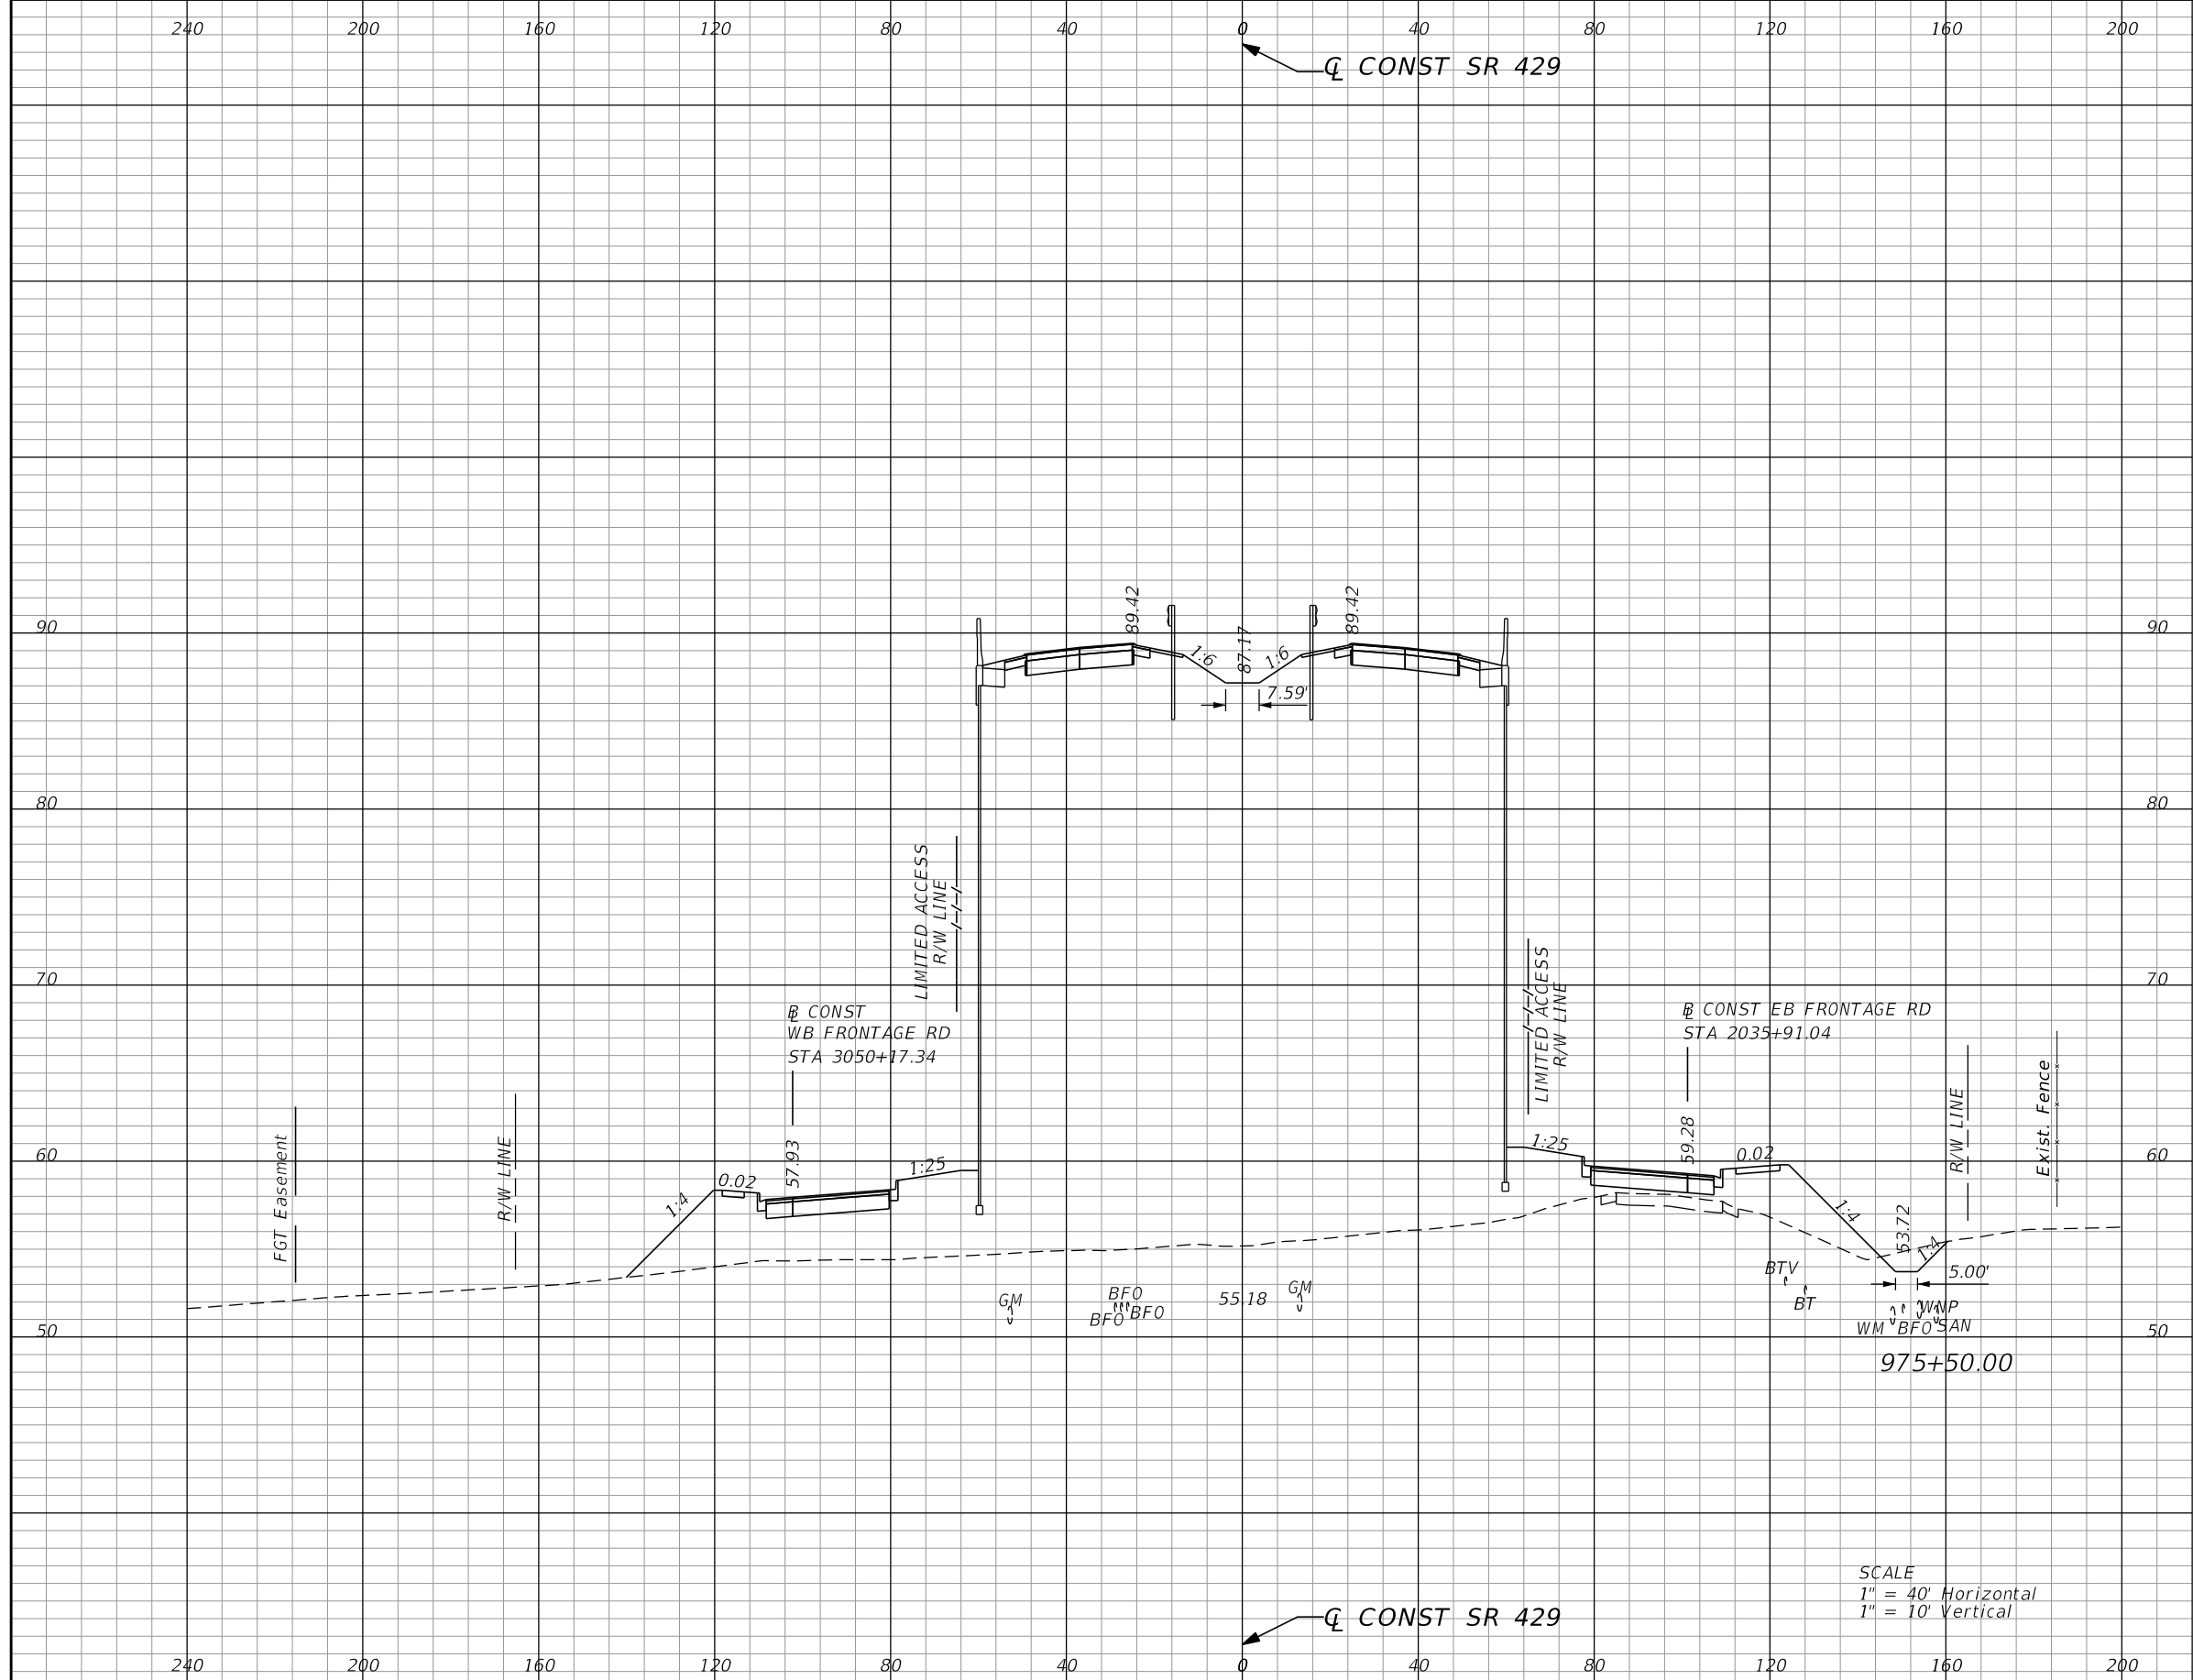 240 200 160 120 80 40 0 40 80 120 160 200
℄ CONST SR 429
90 90
89.42
89.42
1:6
87.17
1:6
7.59'
80 80
LIMITED ACCESS
R/W LINE
LIMITED ACCESS
R/W LINE
70 70
℄ CONST
WB FRONTAGE RD
STA 3050+17.34
℄ CONST EB FRONTAGE RD
STA 2035+91.04
60 60
FGT Easement
R/W LINE
1:4
0.02
57.93
1:25
1:25
59.28
0.02
1:4
53.72
1:4
5.00'
R/W LINE
Exist. Fence
GM
BFO
BFO
BFO
55.18
GM
BTV
BT
WNP
WM BFO SAN
50 50
975+50.00
SCALE
1" = 40' Horizontal
1" = 10' Vertical
℄ CONST SR 429
240 200 160 120 80 40 0 40 80 120 160 200